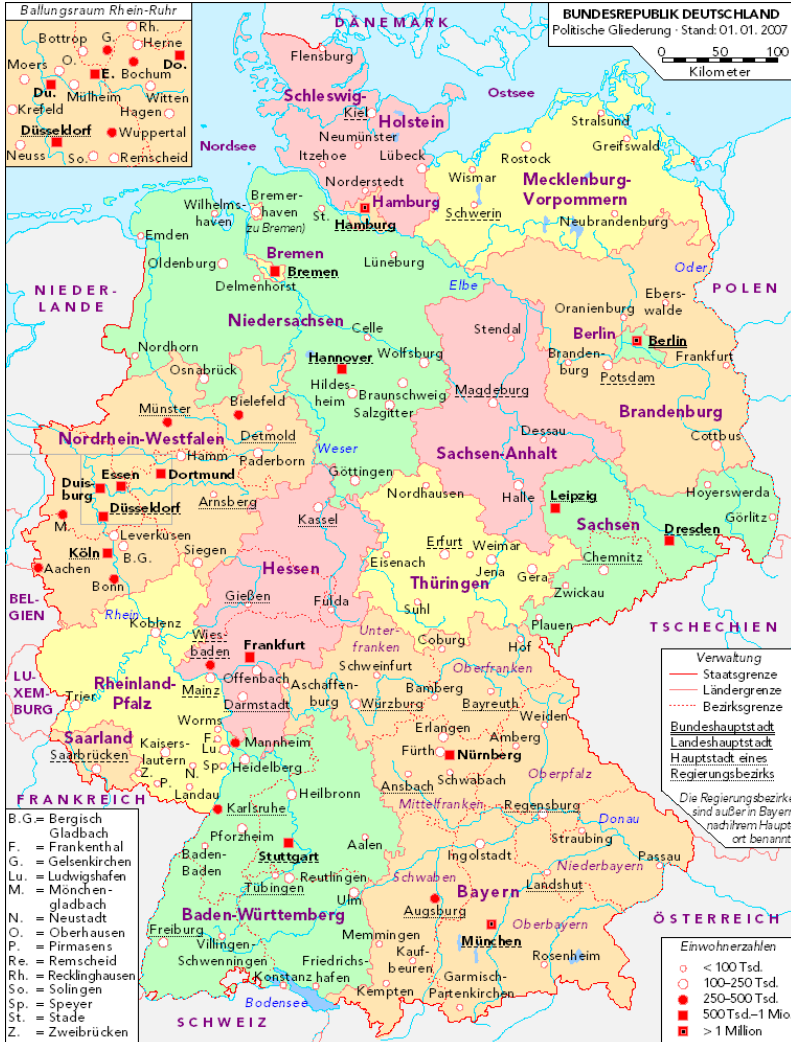 Ballungsraum Rhein-Ruhr
Bottrop
G.
Rh.
Herne
Moers
O.
E.
Bochum
Do.
Du.
Mülheim
Witten
Krefeld
Hagen
Düsseldorf
Wuppertal
Neuss
So.
Remscheid
BUNDESREPUBLIK DEUTSCHLAND
Politische Gliederung · Stand: 01. 01. 2007
0 50 100
Kilometer
DÄNEMARK
Flensburg
Ostsee
Schleswig-
Holstein
Kiel
Nordsee
Neumünster
Itzehoe
Lübeck
Norderstedt
Hamburg
Hamburg
Stralsund
Greifswald
Rostock
Wismar
Mecklenburg-
Vorpommern
Schwerin
Neubrandenburg
Wilhelms-
haven
Bremer-
haven
(zu Bremen)
St.
Emden
Oldenburg
Bremen
Bremen
Delmenhorst
Lüneburg
Elbe
Oder
NIEDER-
LANDE
POLEN
Niedersachsen
Celle
Nordhorn
Osnabrück
Hannover
Wolfsburg
Hildes-
heim
Braunschweig
Salzgitter
Stendal
Magdeburg
Oranienburg
Ebers-
walde
Berlin
Berlin
Branden-
burg
Potsdam
Frankfurt
Brandenburg
Cottbus
Münster
Bielefeld
Nordrhein-Westfalen
Detmold
Hamm
Paderborn
Weser
Göttingen
Sachsen-Anhalt
Dessau
Halle
Duis-
burg
Essen
Dortmund
Düsseldorf
Arnsberg
M.
Leverkusen
Köln
B.G.
Siegen
Aachen
Bonn
Kassel
Hessen
Gießen
Fulda
Nordhausen
Leipzig
Sachsen
Hoyerswerda
Görlitz
Dresden
Chemnitz
Zwickau
Plauen
Erfurt
Weimar
Eisenach
Jena
Gera
Thüringen
Suhl
BEL-
GIEN
Rhein
Koblenz
LU-
XEM-
BURG
Rheinland-
Pfalz
Trier
Wies-
baden
Mainz
Frankfurt
Offenbach
Darmstadt
Aschaffen-
burg
Unter-
franken
Schweinfurt
Würzburg
Coburg
Hof
Oberfranken
Bamberg
Bayreuth
Weiden
TSCHECHIEN
Saarland
Saarbrücken
Kaisers-
lautern
Worms
F.
Lu
Sp.
Z.
P.
N.
Landau
Mannheim
Heidelberg
Erlangen
Fürth
Nürnberg
Amberg
Schwabach
Oberpfalz
Ansbach
Mittelfranken
Regensburg
Donau
FRANKREICH
Karlsruhe
Heilbronn
Pforzheim
Stuttgart
Aalen
Baden-
Baden
Tübingen
Reutlingen
Ulm
Baden-Württemberg
Freiburg
Villingen-
Schwenningen
Konstanz
Friedrichs-
hafen
Bodensee
SCHWEIZ
Ingolstadt
Straubing
Passau
Niederbayern
Landshut
Schwaben
Bayern
Augsburg
Oberbayern
München
Memmingen
Kauf-
beuren
Kempten
Garmisch-
Partenkirchen
Rosenheim
ÖSTERREICH
Verwaltung
Staatsgrenze
Ländergrenze
Bezirksgrenze
Bundeshauptstadt
Landeshauptstadt
Hauptstadt eines
Regierungsbezirks
Die Regierungsbezirke
sind außer in Bayern
nach ihrem Haupt-
ort benannt
B.G. = Bergisch
Gladbach
F. = Frankenthal
G. = Gelsenkirchen
Lu. = Ludwigshafen
M. = Mönchen-
gladbach
N. = Neustadt
O. = Oberhausen
P. = Pirmasens
Re. = Remscheid
Rh. = Recklinghausen
So. = Solingen
Sp. = Speyer
St. = Stade
Z. = Zweibrücken
Einwohnerzahlen
< 100 Tsd.
100–250 Tsd.
250–500 Tsd.
500 Tsd.–1 Mio
> 1 Million